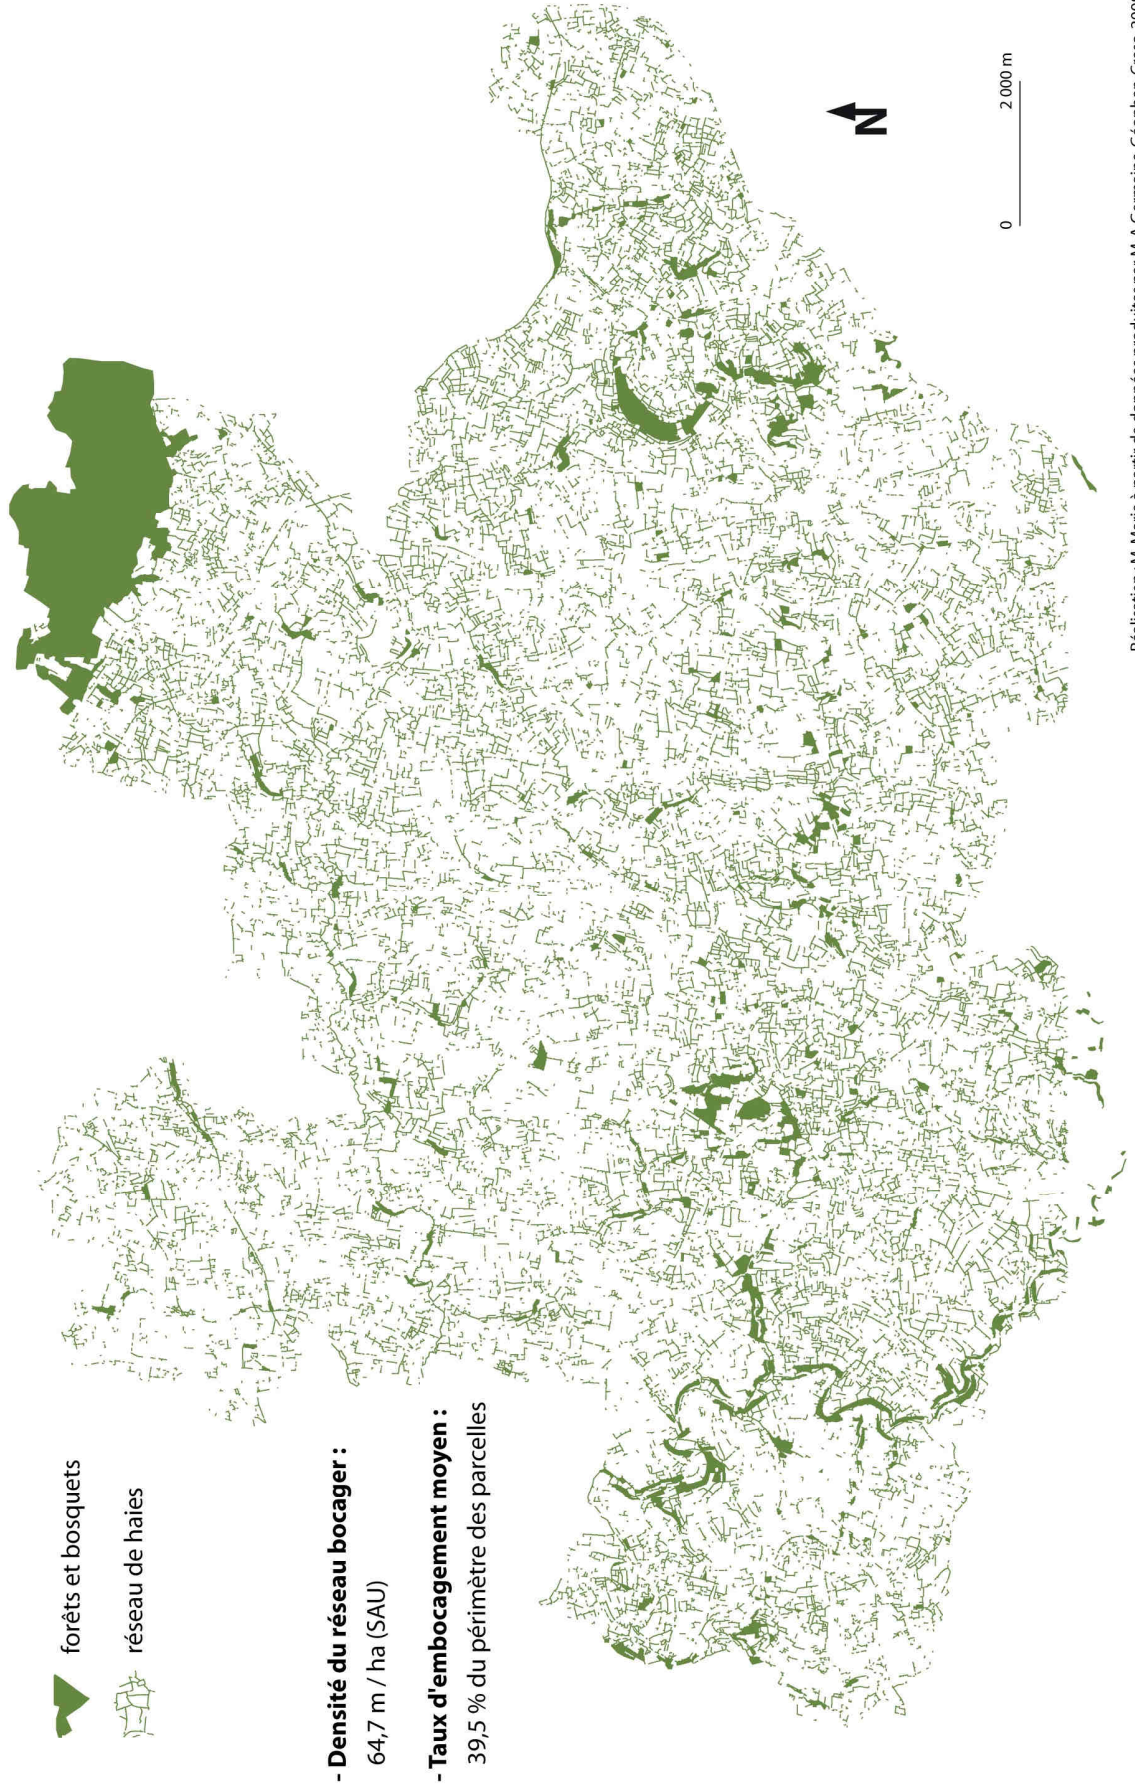 forêts et bosquets
réseau de haies
- Densité du réseau bocager :
64,7 m / ha (SAU)
- Taux d'embocagement moyen :
39,5 % du périmètre des parcelles
N
0 2 000 m